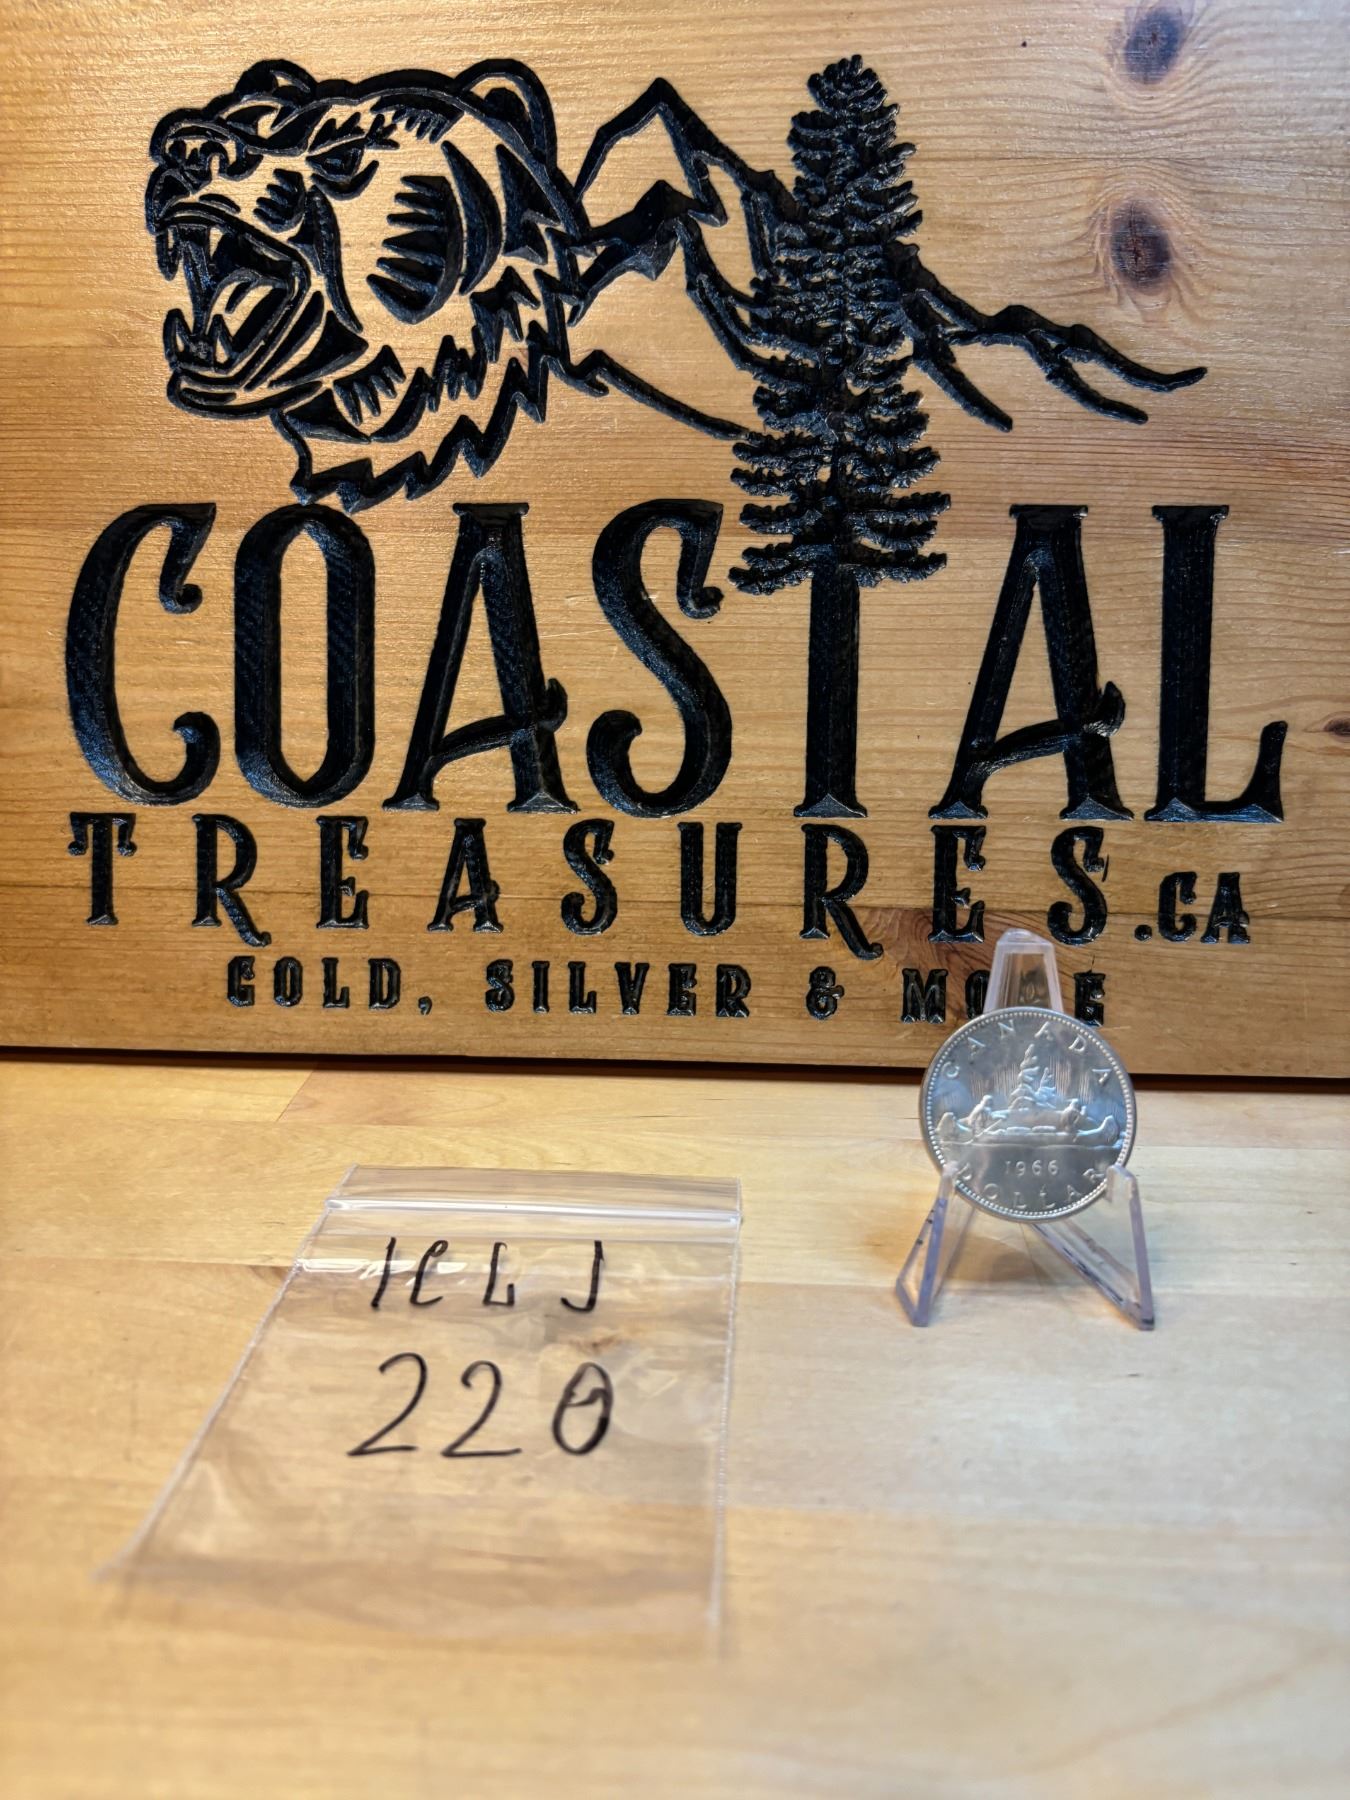 COASTAL
TREASURES.CA
GOLD, SILVER & MORE
CANADA
1966
DOLLAR
ICLJ
220